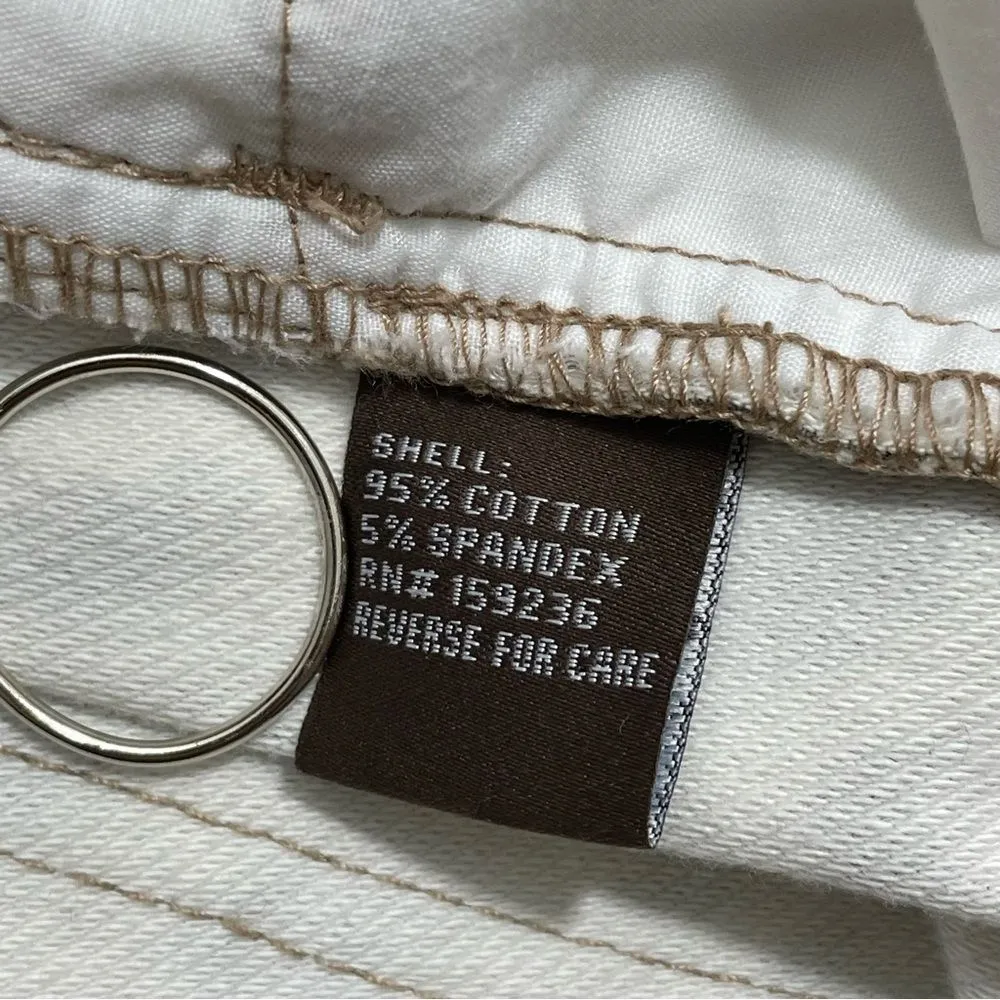 SHELL:
95% COTTON
5% SPANDEX
RN# 159236
REVERSE FOR CARE